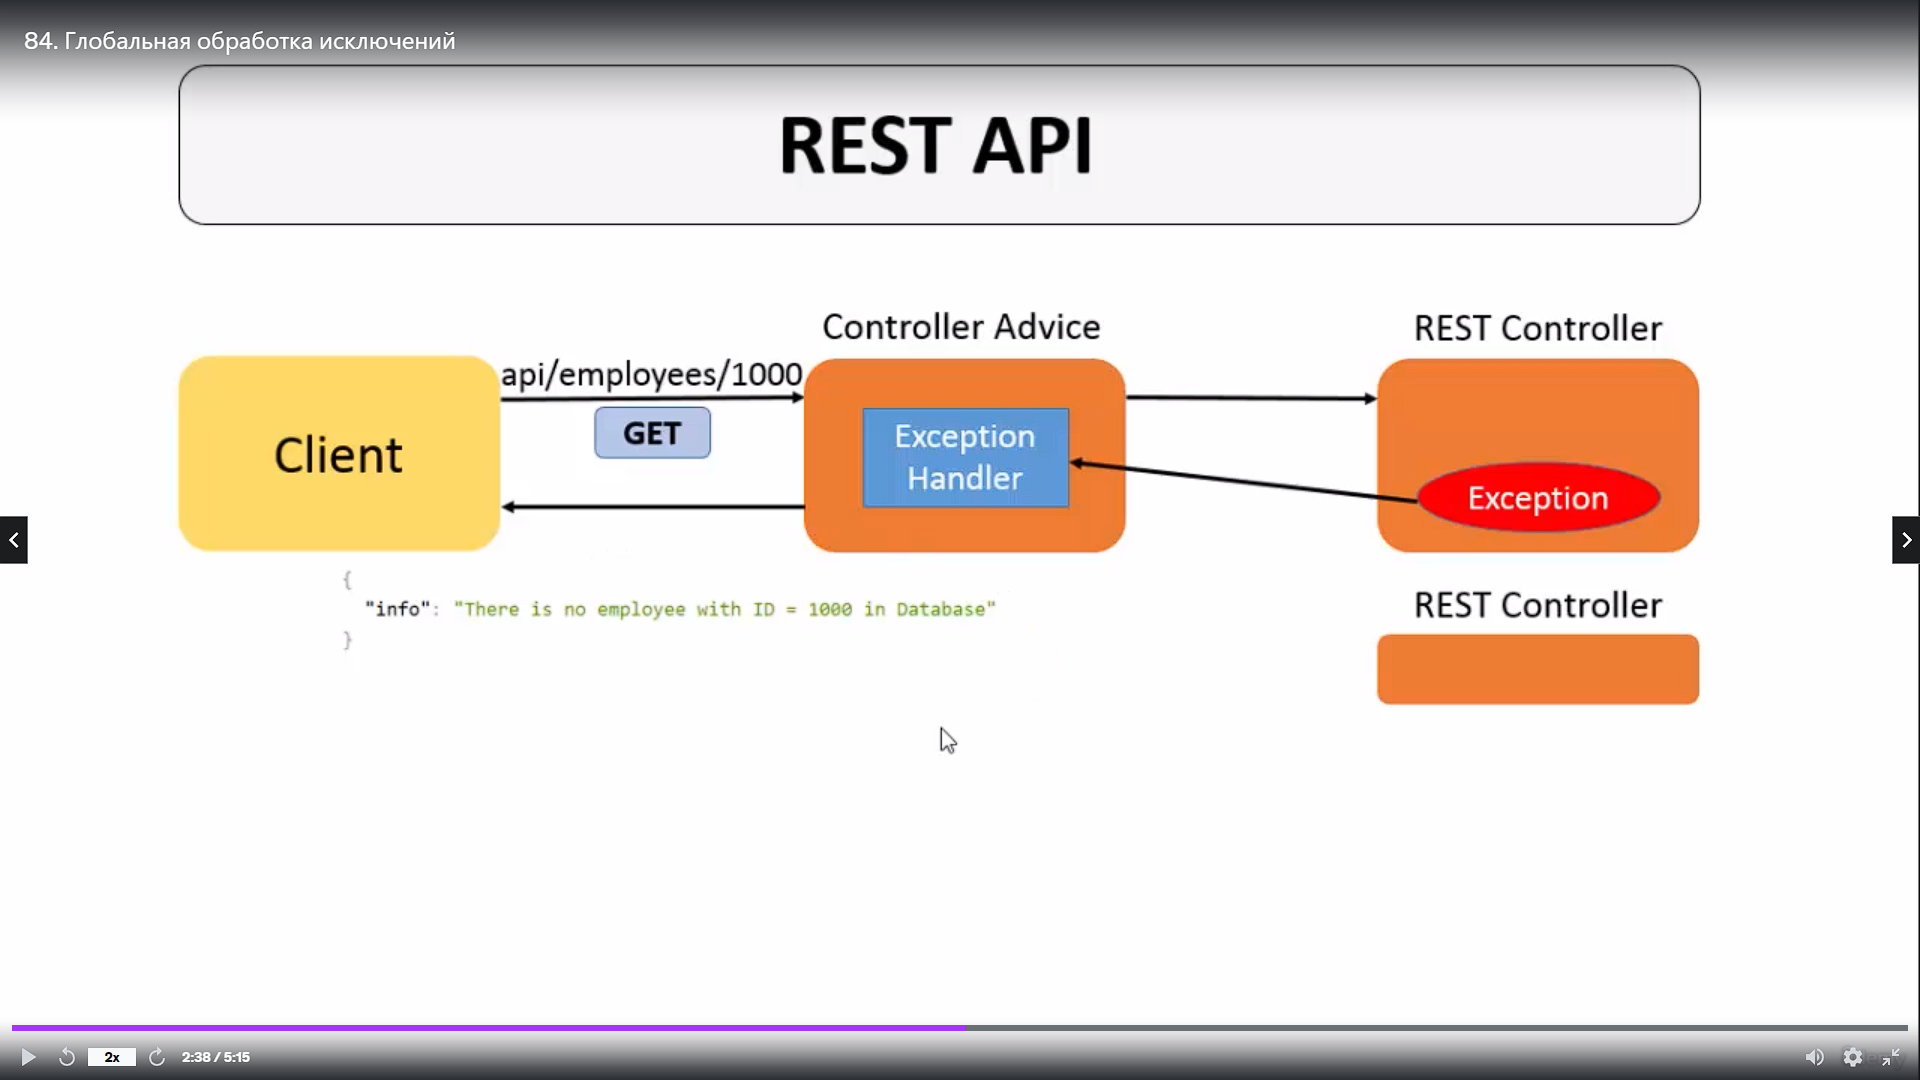 84. Глобальная обработка исключений
REST API
Controller Advice
REST Controller
api/employees/1000
GET
Client
Exception
Handler
Exception
{
"info": "There is no employee with ID = 1000 in Database"
}
REST Controller
2x
2:38 / 5:15